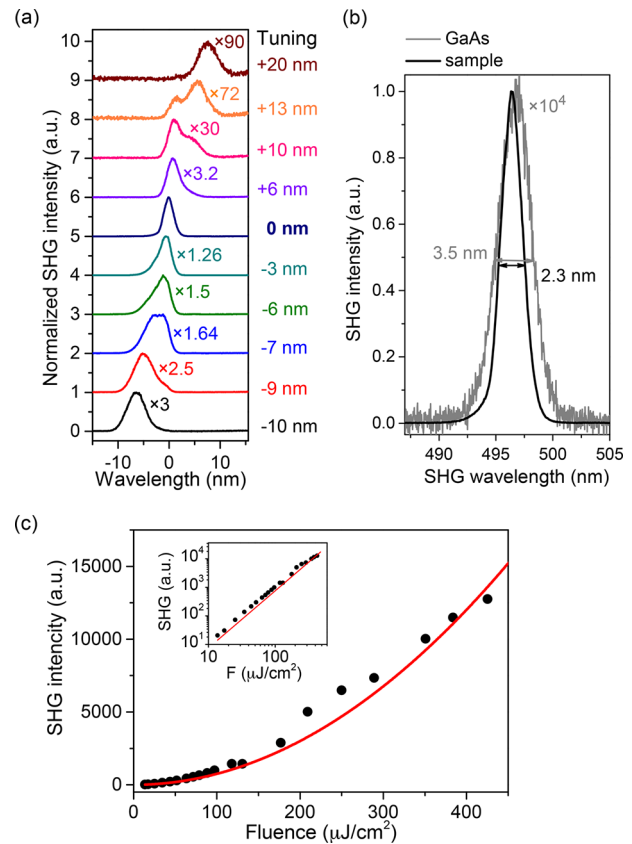 (a)
Normalized SHG intensity (a.u.)
10
9
8
7
6
5
4
3
2
1
0
Tuning
×90
+20 nm
×72
+13 nm
×30
+10 nm
×3.2
+6 nm
0 nm
×1.26
-3 nm
×1.5
-6 nm
×1.64
-7 nm
×2.5
-9 nm
×3
-10 nm
-10 0 10
Wavelength (nm)
(b)
GaAs
sample
SHG intensity (a.u.)
1.0
0.8
0.6
0.4
0.2
0.0
×10⁴
3.5 nm
2.3 nm
490 495 500 505
SHG wavelength (nm)
(c)
SHG intencity (a.u.)
15000
10000
5000
0
SHG (a.u.)
10⁴
10³
10²
10¹
10 100
F (μJ/cm²)
0 100 200 300 400
Fluence (μJ/cm²)